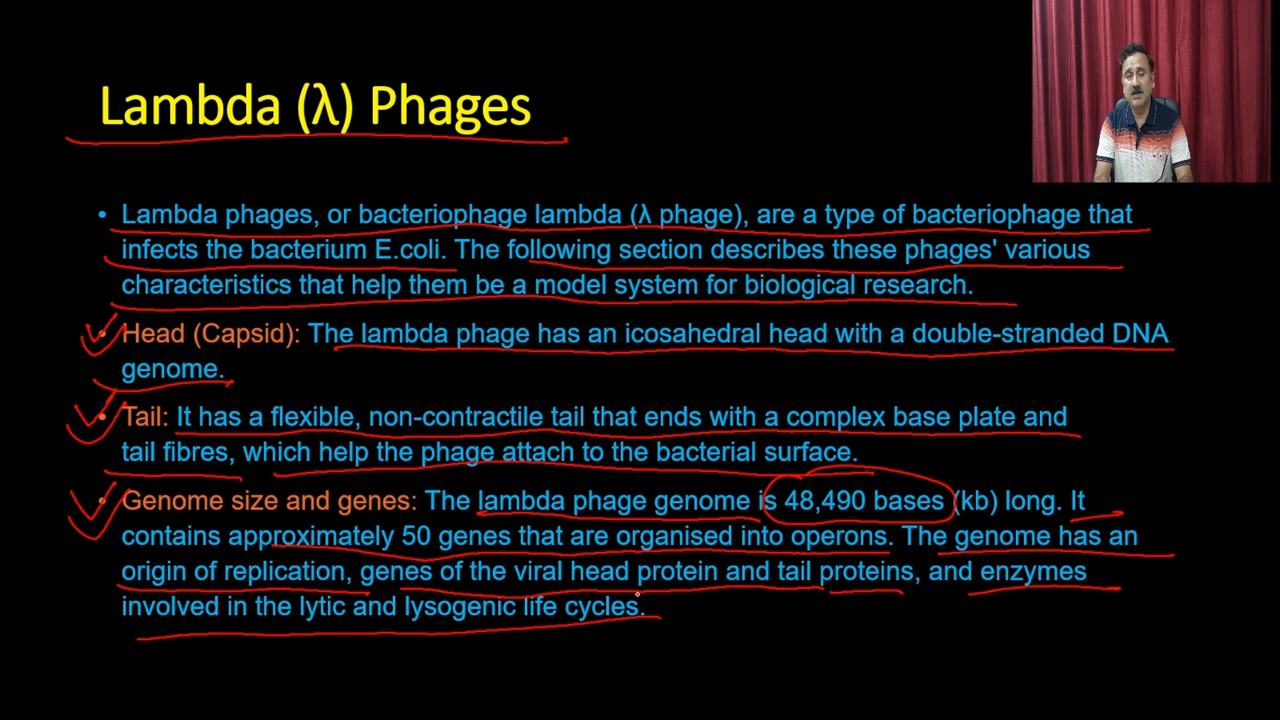 Lambda (λ) Phages
• Lambda phages, or bacteriophage lambda (λ phage), are a type of bacteriophage that
infects the bacterium E.coli. The following section describes these phages' various
characteristics that help them be a model system for biological research.
• Head (Capsid): The lambda phage has an icosahedral head with a double-stranded DNA
genome.
• Tail: It has a flexible, non-contractile tail that ends with a complex base plate and
tail fibres, which help the phage attach to the bacterial surface.
• Genome size and genes: The lambda phage genome is 48,490 bases (kb) long. It
contains approximately 50 genes that are organised into operons. The genome has an
origin of replication, genes of the viral head protein and tail proteins, and enzymes
involved in the lytic and lysogenic life cycles.